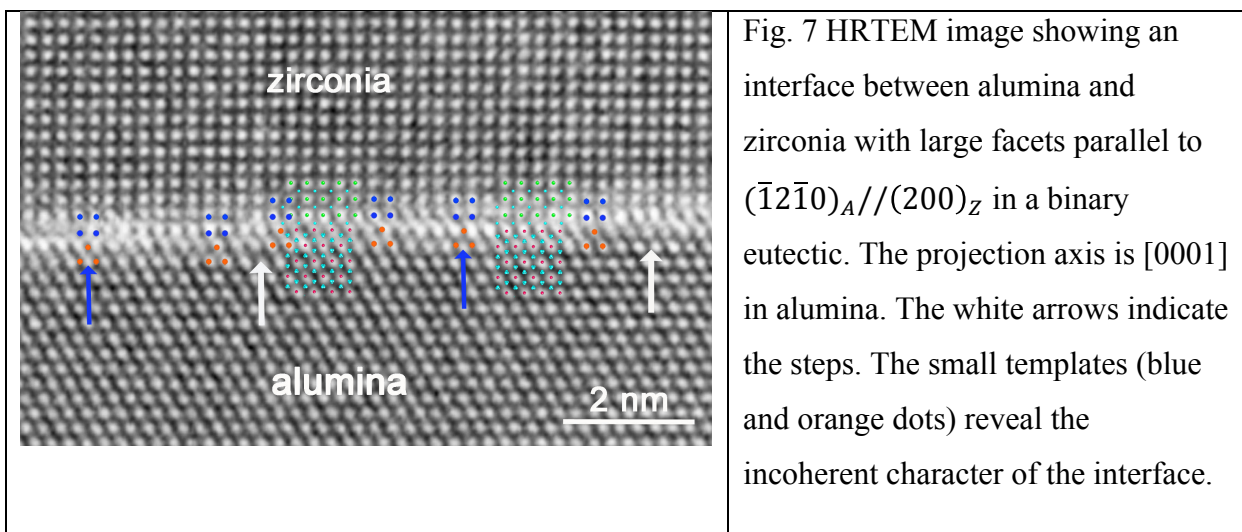 zirconia
alumina
2 nm
Fig. 7 HRTEM image showing an
interface between alumina and
zirconia with large facets parallel to
(1̄21̄0)_A//(200)_Z in a binary
eutectic. The projection axis is [0001]
in alumina. The white arrows indicate
the steps. The small templates (blue
and orange dots) reveal the
incoherent character of the interface.